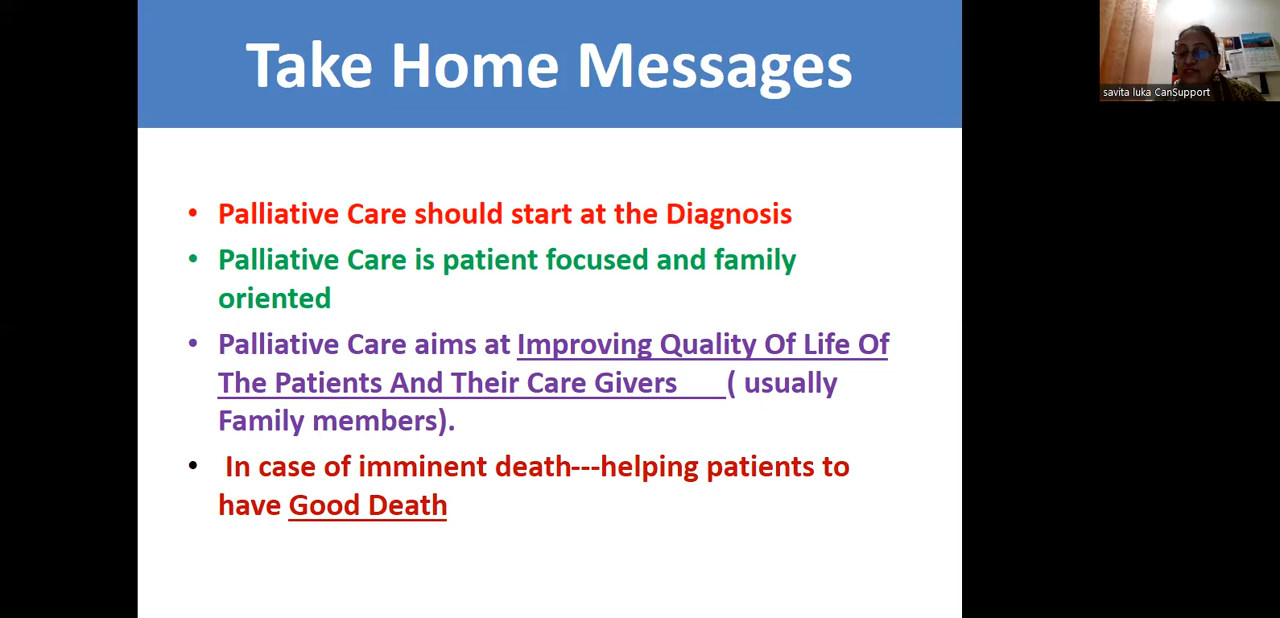 Take Home Messages
savita luka CanSupport
• Palliative Care should start at the Diagnosis
• Palliative Care is patient focused and family
oriented
• Palliative Care aims at Improving Quality Of Life Of
The Patients And Their Care Givers ( usually
Family members).
• In case of imminent death---helping patients to
have Good Death